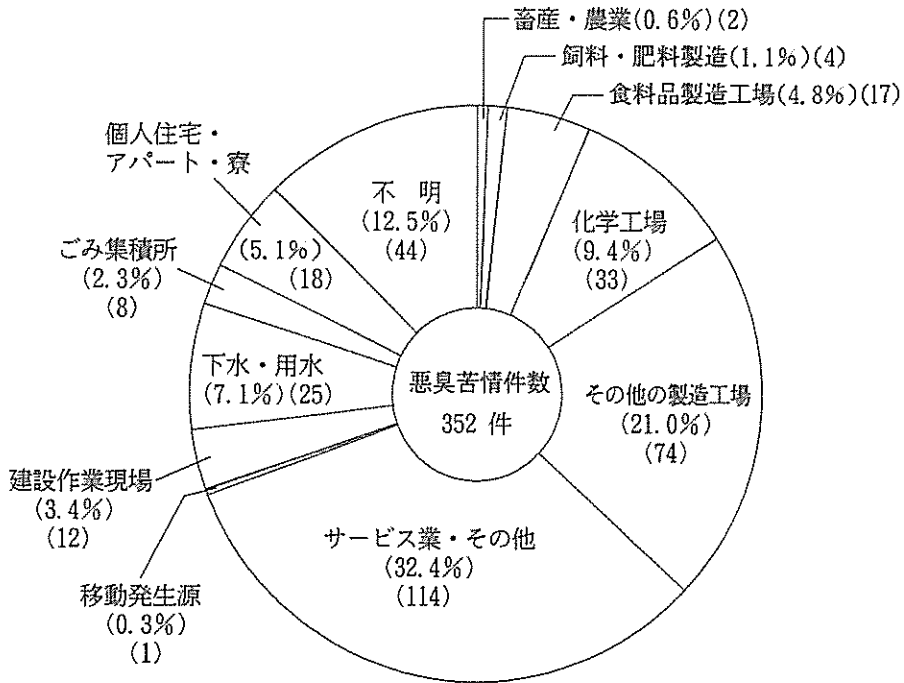 畜産・農業(0.6%)(2)
飼料・肥料製造(1.1%)(4)
食料品製造工場(4.8%)(17)
化学工場
(9.4%)
(33)
その他の製造工場
(21.0%)
(74)
サービス業・その他
(32.4%)
(114)
移動発生源
(0.3%)
(1)
建設作業現場
(3.4%)
(12)
下水・用水
(7.1%)(25)
ごみ集積所
(2.3%)
(8)
個人住宅・
アパート・寮
(5.1%)
(18)
不 明
(12.5%)
(44)
悪臭苦情件数
352 件